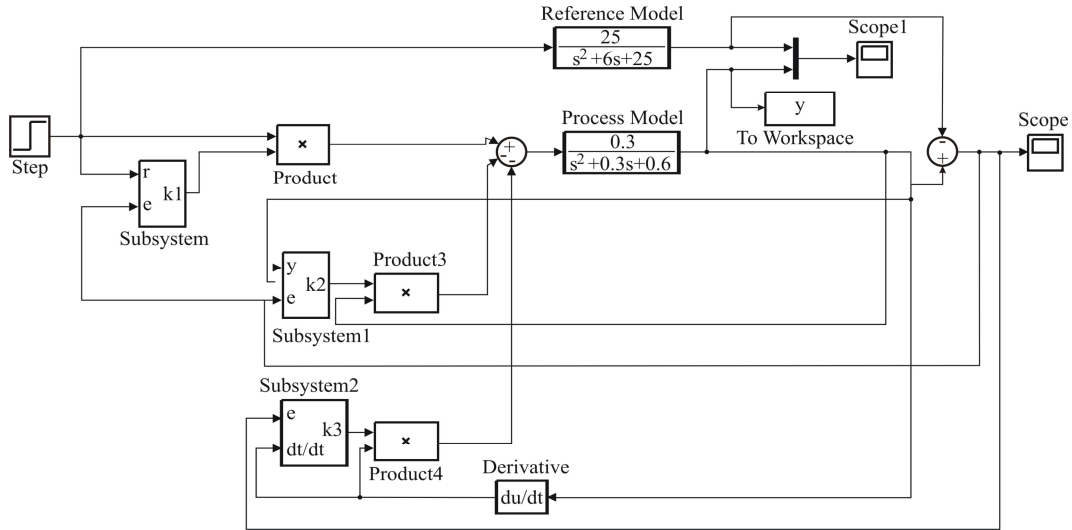 Reference Model
25
s² +6s+25
Scope1
y
To Workspace
Step
×
Product
+
-
-
Process Model
0.3
s² +0.3s+0.6
-
+
Scope
r
e
k1
Subsystem
y
e
k2
Subsystem1
Product3
×
Subsystem2
e
dt/dt
k3
×
Product4
Derivative
du/dt